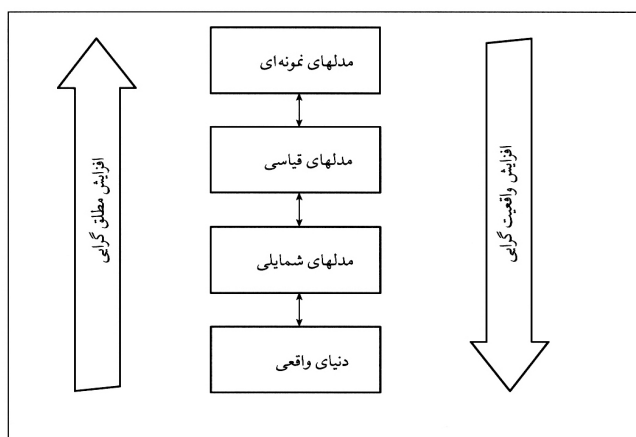 مدلهای نمونه‌ای
مدلهای قیاسی
مدلهای شمایلی
دنیای واقعی
افزایش مطلق گرایی
افزایش واقعیت گرایی